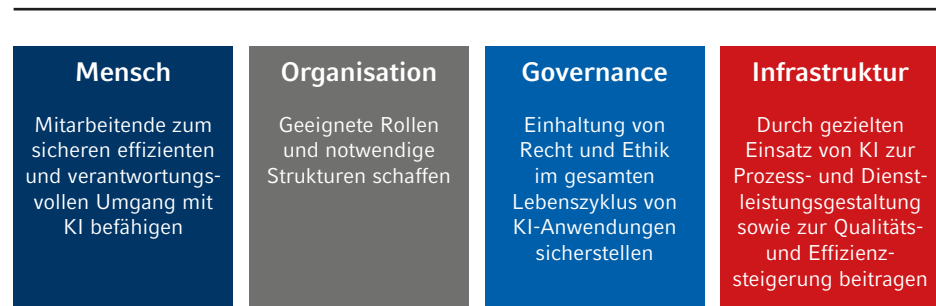 Mensch
Mitarbeitende zum
sicheren effizienten
und verantwortungs-
vollen Umgang mit
KI befähigen
Organisation
Geeignete Rollen
und notwendige
Strukturen schaffen
Governance
Einhaltung von
Recht und Ethik
im gesamten
Lebenszyklus von
KI-Anwendungen
sicherstellen
Infrastruktur
Durch gezielten
Einsatz von KI zur
Prozess- und Dienst-
leistungsgestaltung
sowie zur Qualitäts-
und Effizienz-
steigerung beitragen